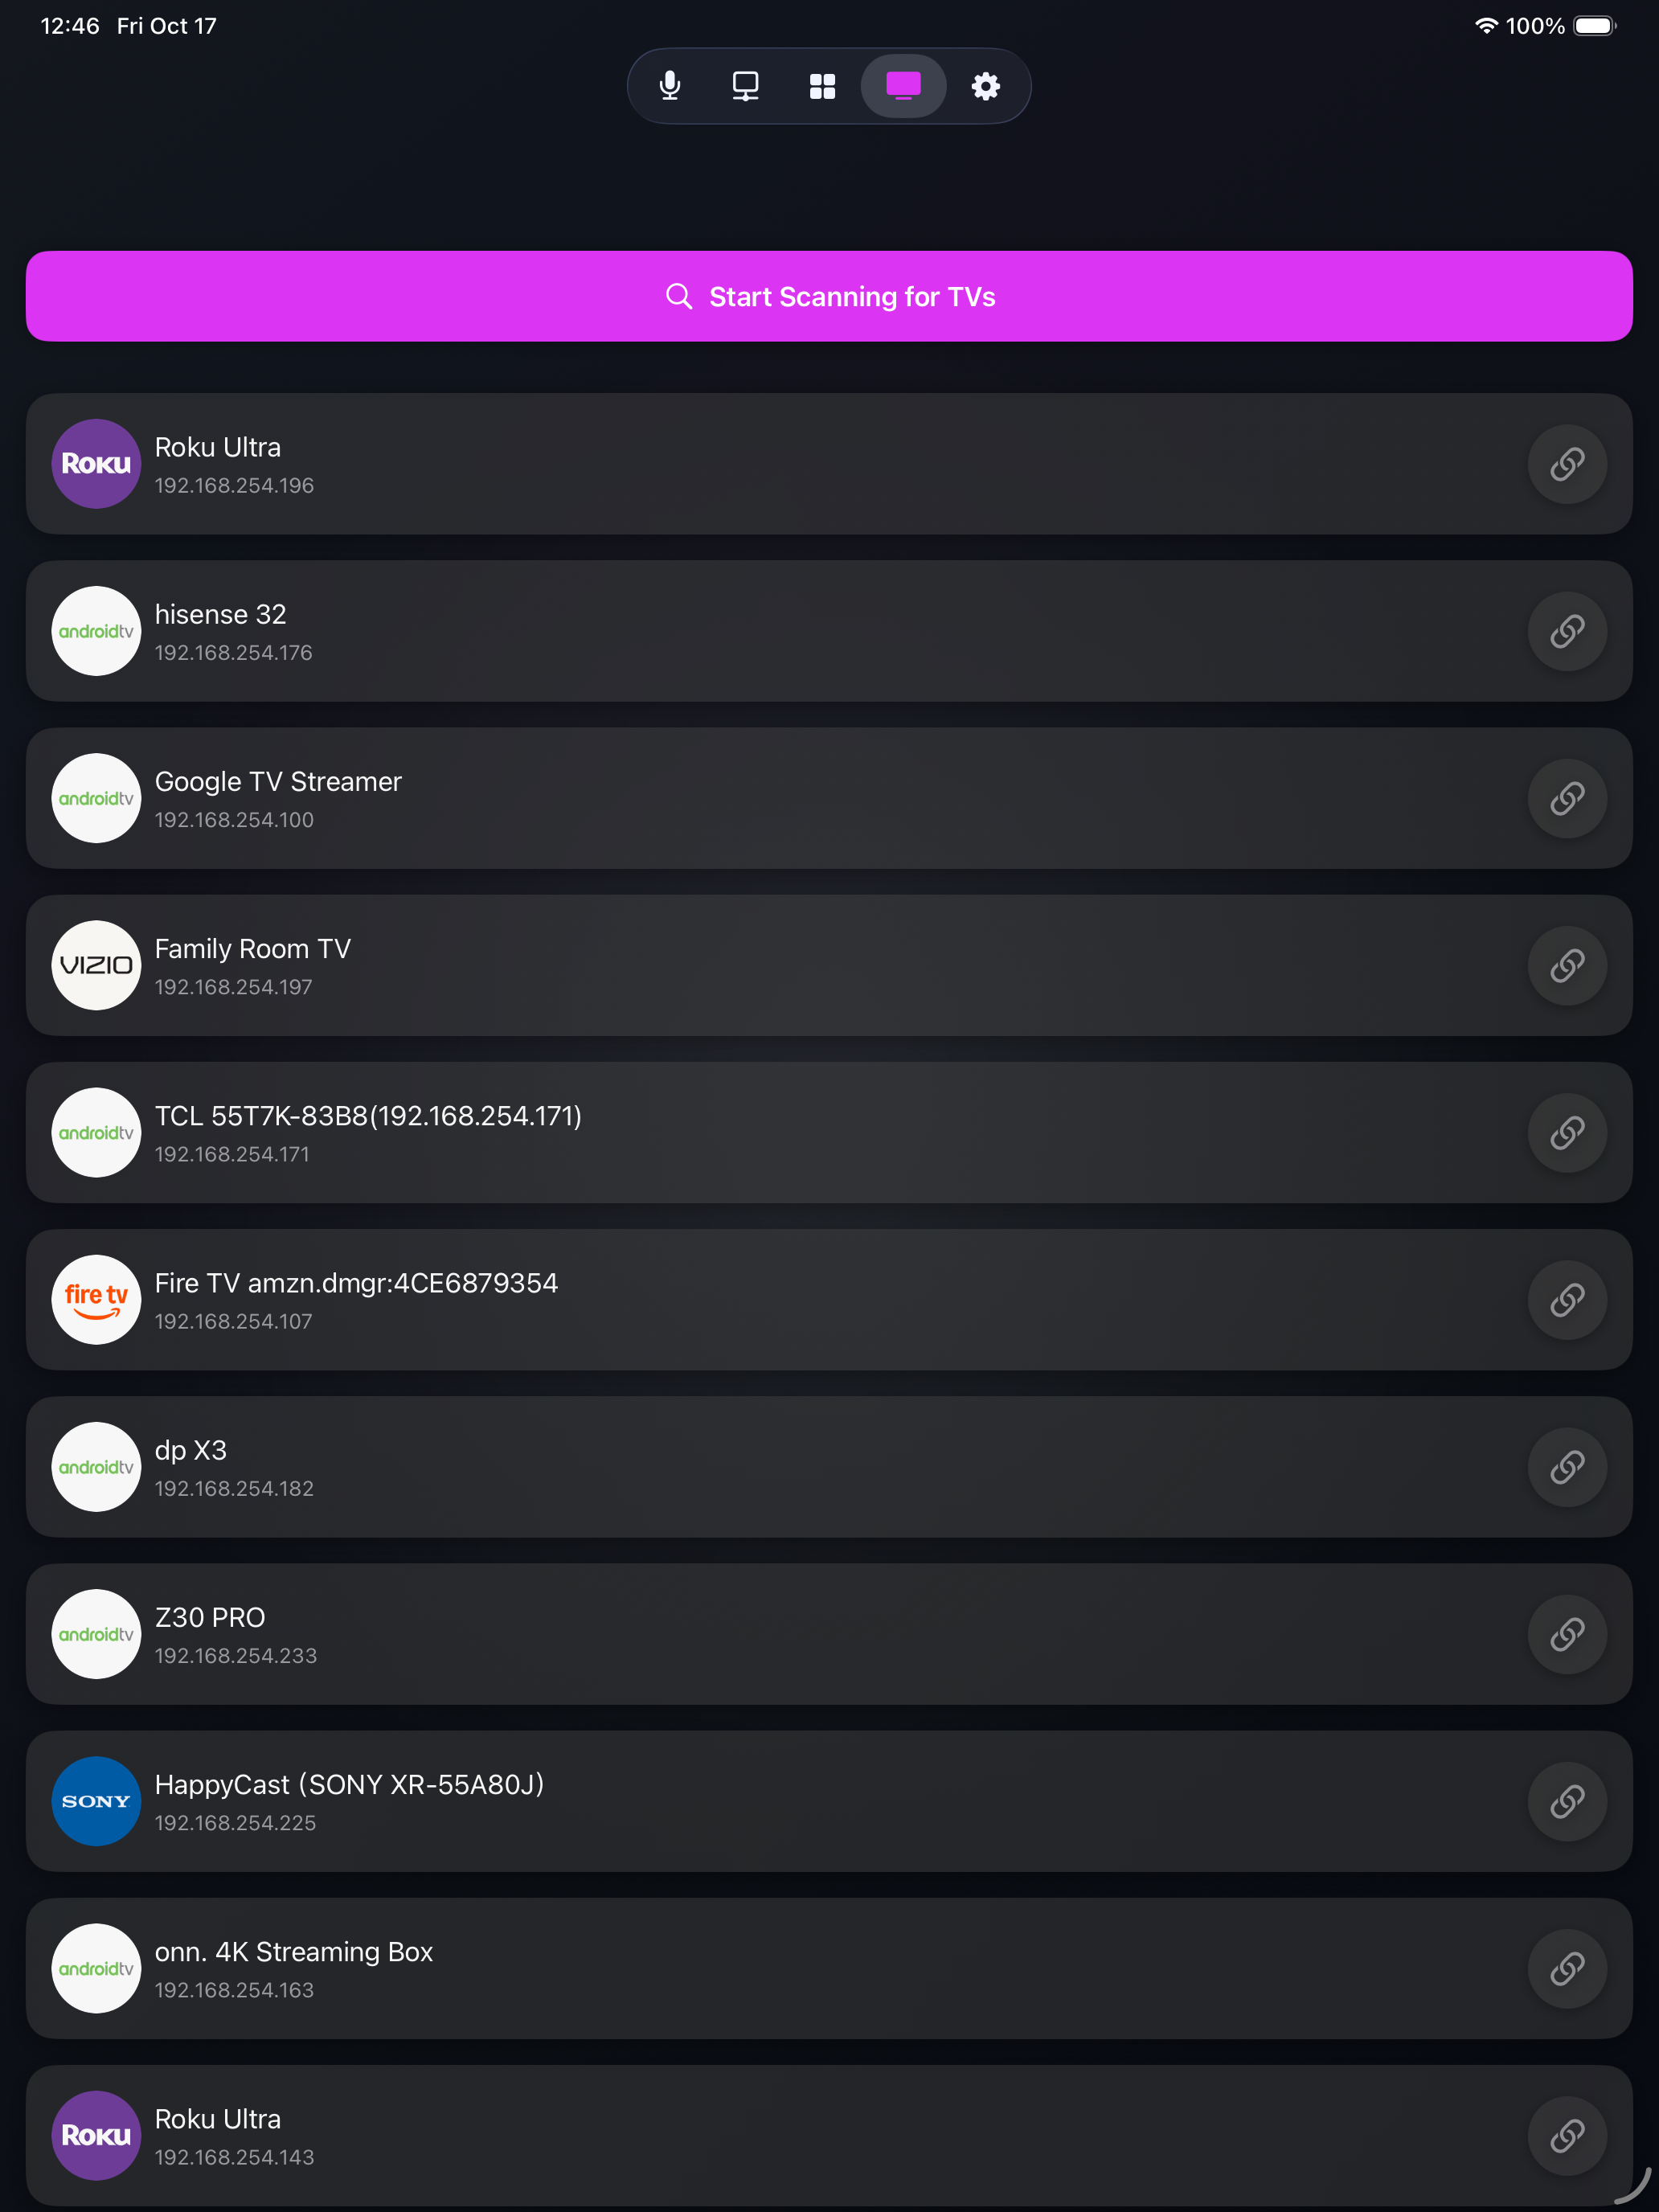 12:46 Fri Oct 17
100%
Start Scanning for TVs
Roku
Roku Ultra
192.168.254.196
androidtv
hisense 32
192.168.254.176
androidtv
Google TV Streamer
192.168.254.100
VIZIO
Family Room TV
192.168.254.197
androidtv
TCL 55T7K-83B8(192.168.254.171)
192.168.254.171
fire tv
Fire TV amzn.dmgr:4CE6879354
192.168.254.107
androidtv
dp X3
192.168.254.182
androidtv
Z30 PRO
192.168.254.233
SONY
HappyCast（SONY XR-55A80J）
192.168.254.225
androidtv
onn. 4K Streaming Box
192.168.254.163
Roku
Roku Ultra
192.168.254.143